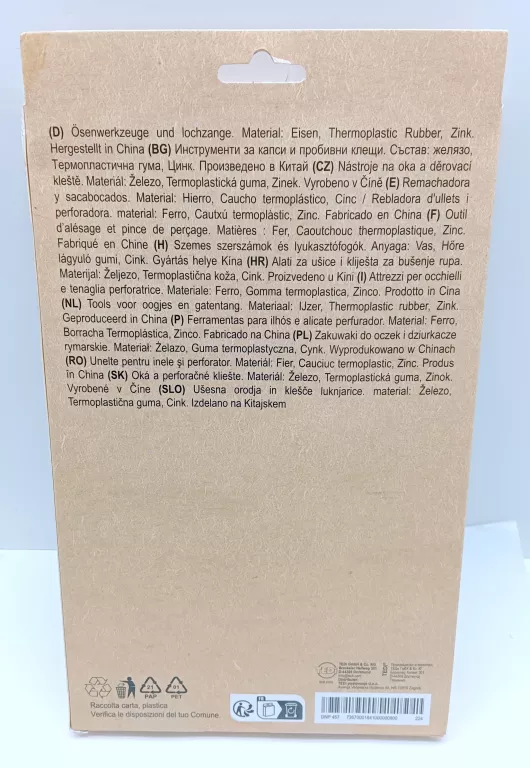 (D) Ösenwerkzeuge und lochzange. Material: Eisen, Thermoplastic Rubber, Zink.
Hergestellt in China (BG) Инструменти за капси и пробивни клещи. Състав: желязо,
Термопластична гума, Цинк. Произведено в Китай (CZ) Nástroje na oka a děrovací
kleště. Materiál: Železo, Termoplastická guma, Zinek. Vyrobeno v Číně (E) Remachadora
y sacabocados. Material: Hierro, Caucho termoplástico, Cinc / Rebladora d'ullets i
perforadora. material: Ferro, Cautxú termoplàstic, Zinc. Fabricado en China (F) Outil
d'alésage et pince de perçage. Matières : Fer, Caoutchouc thermoplastique, Zinc.
Fabriqué en Chine (H) Szemes szerszámok és lyukasztófogók. Anyaga: Vas, Hőre
lágyuló gumi, Cink. Gyártás helye Kína (HR) Alati za ušice i kliješta za bušenje rupa.
Materijal: Željezo, Termoplastična koža, Cink. Proizvedeno u Kini (I) Attrezzi per occhielli
e tenaglia perforatrice. Materiale: Ferro, Gomma termoplastica, Zinco. Prodotto in Cina
(NL) Tools voor oogjes en gatentang. Materiaal: IJzer, Thermoplastic rubber, Zink.
Geproduceerd in China (P) Ferramentas para ilhós e alicate perfurador. Material: Ferro,
Borracha Termoplástica, Zinco. Fabricado na China (PL) Zakuwaki do oczek i dziurkacze
rymarskie. Materiał: Żelazo, Guma termoplastyczna, Cynk. Wyprodukowano w Chinach
(RO) Unelte pentru inele şi perforator. Material: Fier, Cauciuc termoplastic, Zinc. Produs
în China (SK) Oká a perforačné kliešte. Materiál: Železo, Termoplastická guma, Zinok.
Vyrobené v Číne (SLO) Ušesna orodja in klešče luknjarice. material: Železo,
Termoplastična guma, Cink. Izdelano na Kitajskem
21
PAP
01
PET
Raccolta carta, plastica
Verifica le disposizioni del tuo Comune.
FR